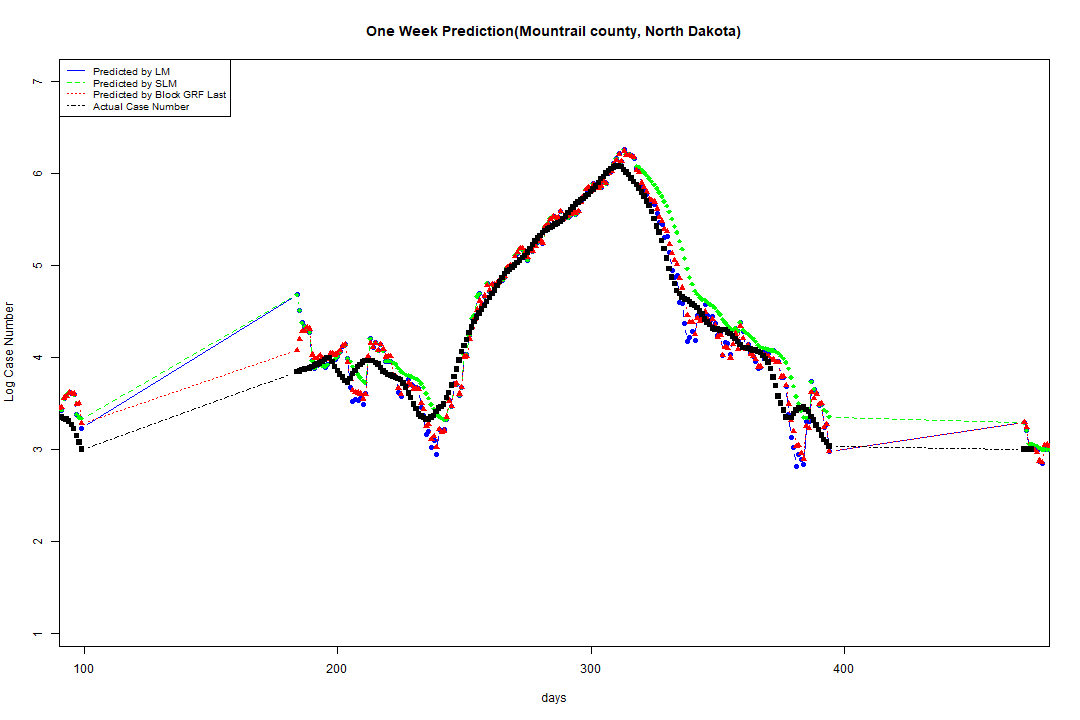 One Week Prediction(Mountrail county, North Dakota)
Predicted by LM
Predicted by SLM
Predicted by Block GRF Last
Actual Case Number
7
6
5
4
3
2
1
Log Case Number
100 200 300 400
days